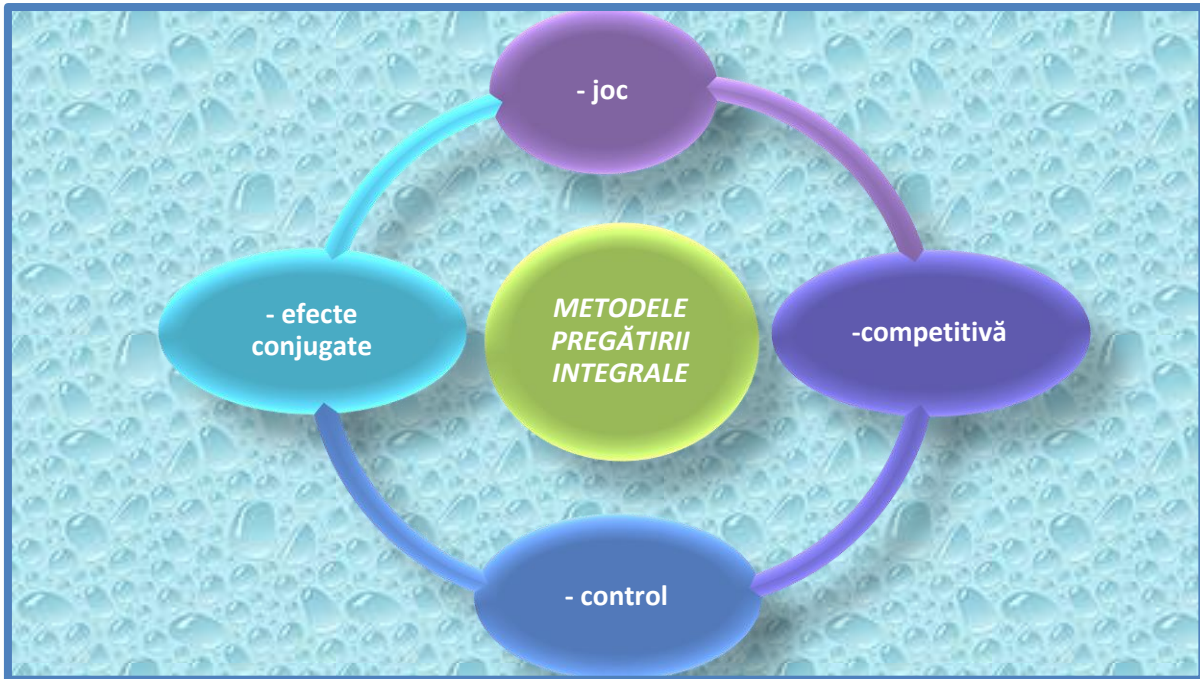 - joc
- efecte
conjugate
METODELE
PREGĂTIRII
INTEGRALE
-competitivă
- control